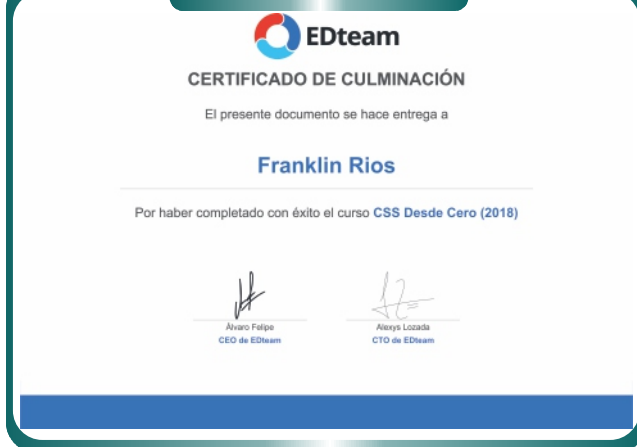 EDteam
CERTIFICADO DE CULMINACIÓN
El presente documento se hace entrega a
Franklin Rios
Por haber completado con éxito el curso CSS Desde Cero (2018)
Álvaro Felipe
CEO de EDteam
Alexys Lozada
CTO de EDteam